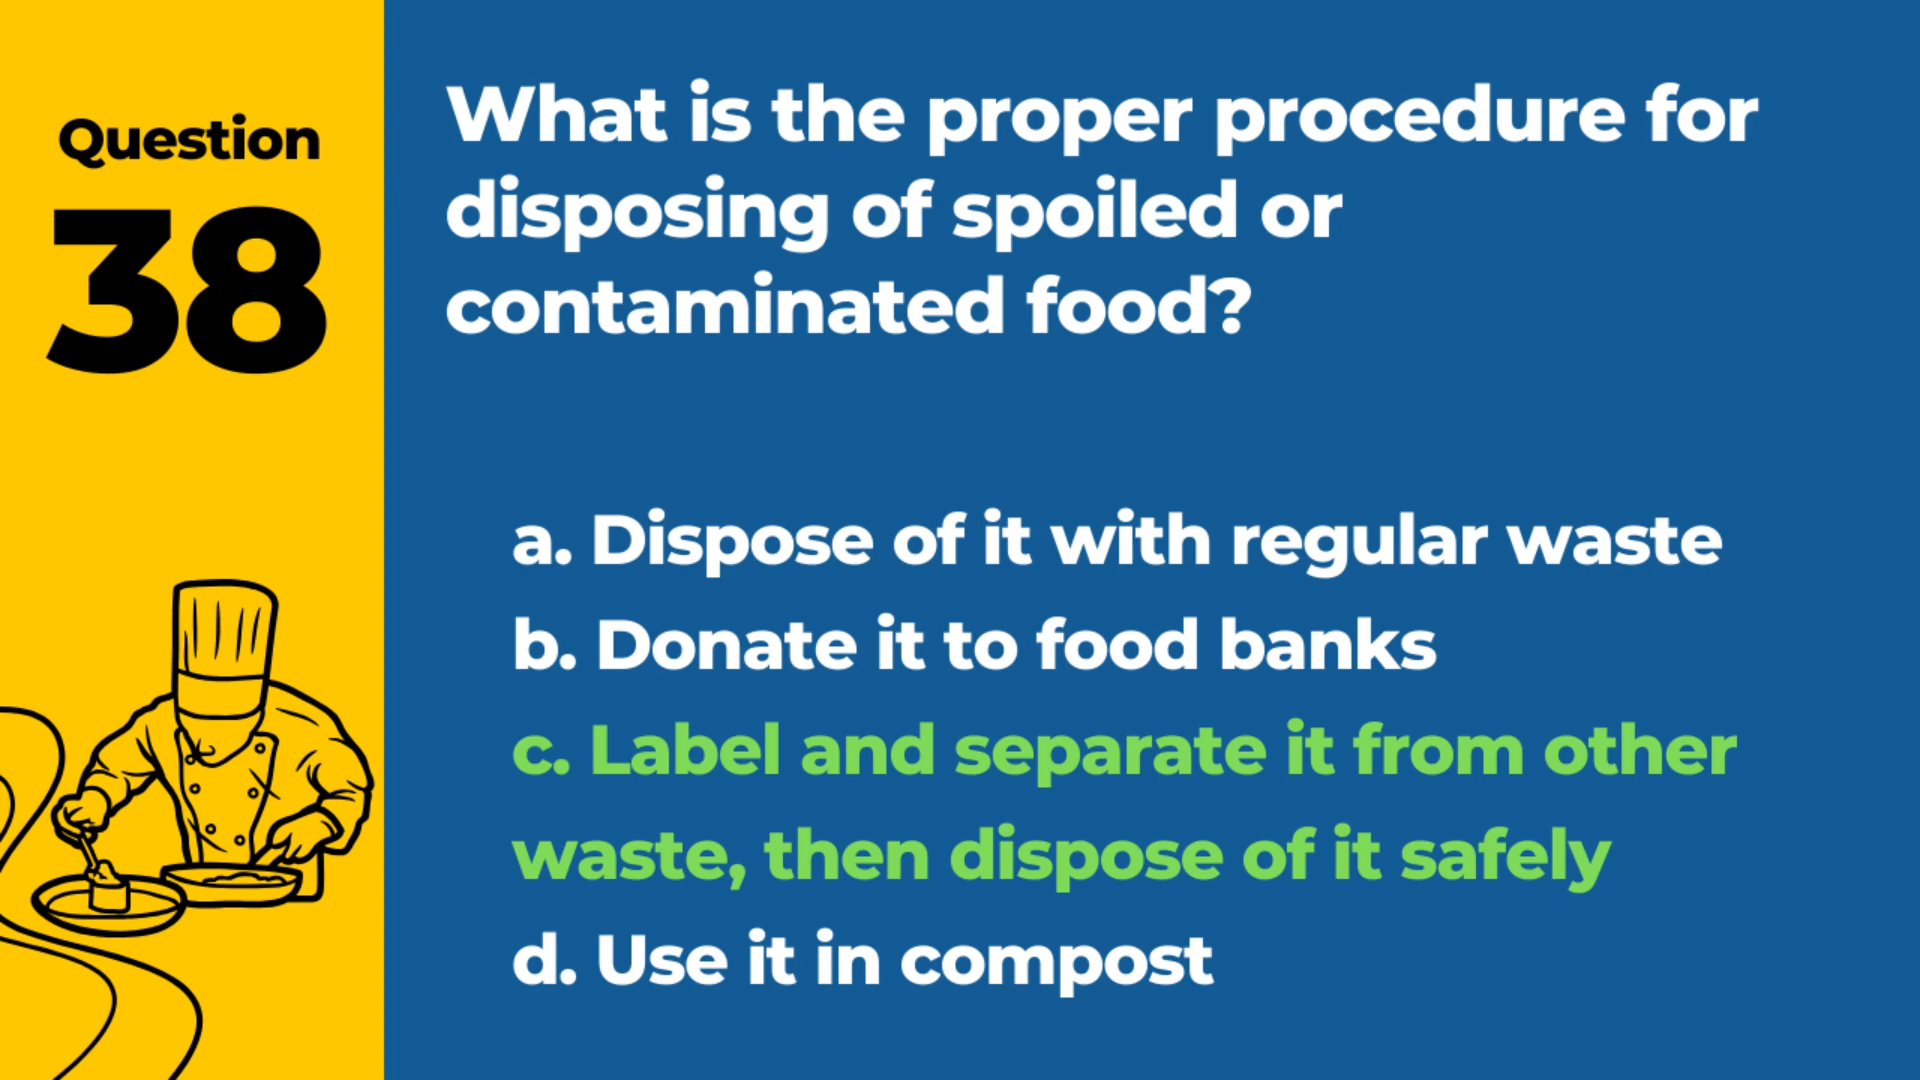 Question
38
What is the proper procedure for
disposing of spoiled or
contaminated food?
a. Dispose of it with regular waste
b. Donate it to food banks
c. Label and separate it from other
waste, then dispose of it safely
d. Use it in compost